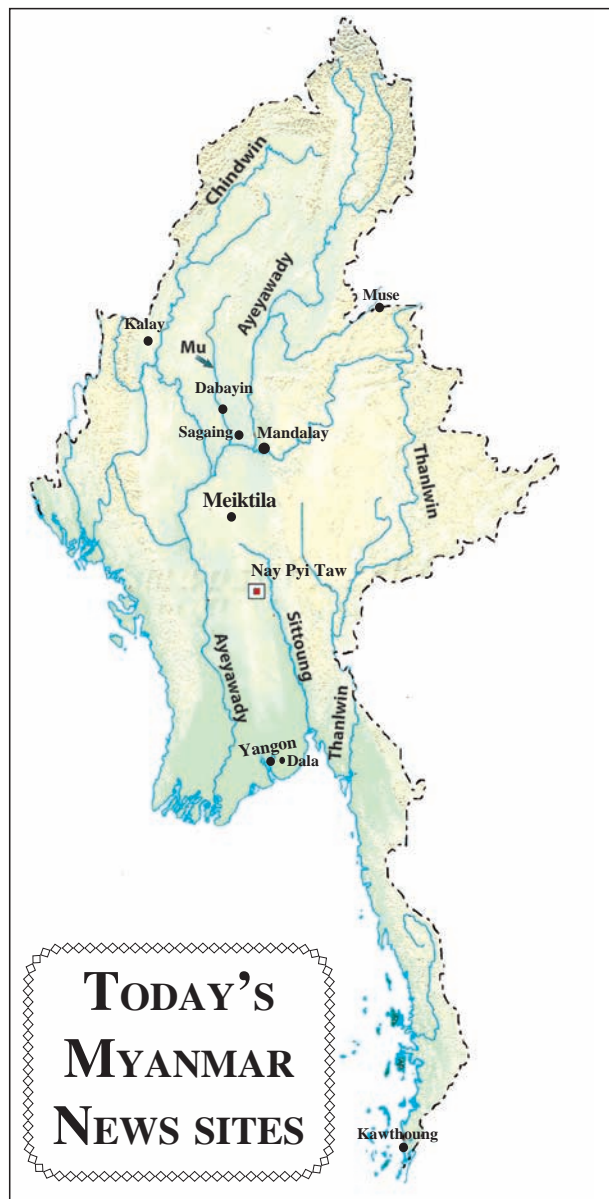 Chindwin
Ayeyawady
Muse
Kalay
Mu
Dabayin
Sagaing
Mandalay
Thanlwin
Meiktila
Nay Pyi Taw
Sittoung
Ayeyawady
Thanlwin
Yangon
Dala
TODAY'S
MYANMAR
NEWS SITES
Kawthoung